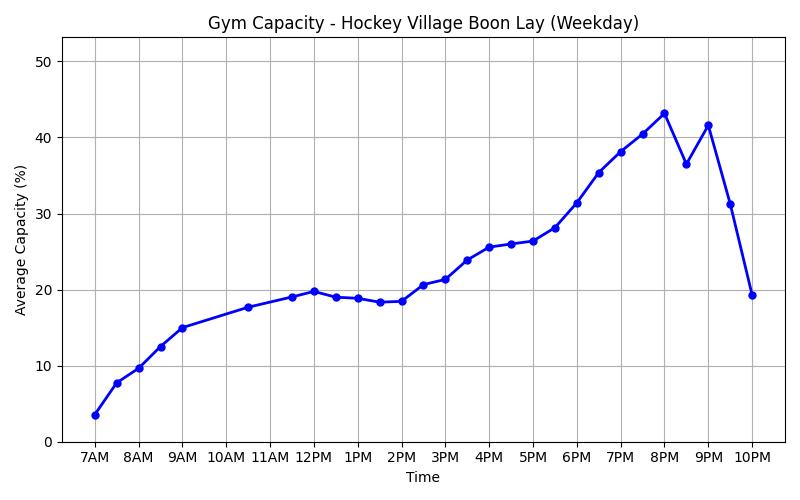 Gym Capacity - Hockey Village Boon Lay (Weekday)
Average Capacity (%)
50
40
30
20
10
0
7AM 8AM 9AM 10AM 11AM 12PM 1PM 2PM 3PM 4PM 5PM 6PM 7PM 8PM 9PM 10PM
Time